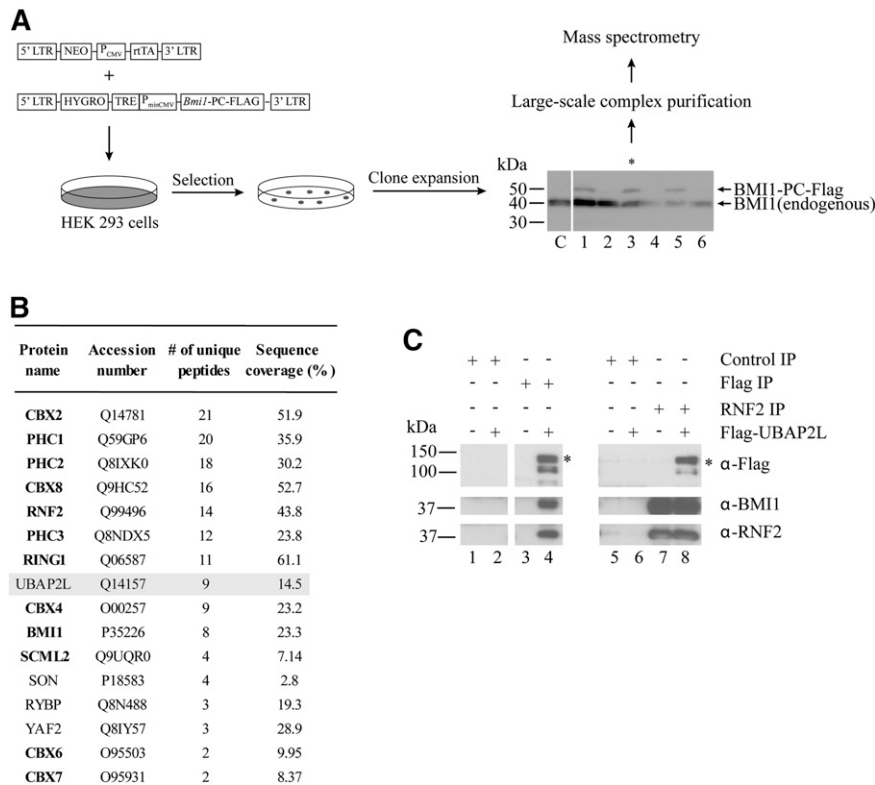 A
5' LTR NEO PCMV rtTA 3' LTR
+
5' LTR HYGRO TRE PminCMV Bmi1-PC-FLAG 3' LTR
HEK 293 cells
Selection
Clone expansion
Mass spectrometry
Large-scale complex purification
*
kDa
50
40
30
BMI1-PC-Flag
BMI1(endogenous)
C 1 2 3 4 5 6
B
Protein name Accession number # of unique peptides Sequence coverage (%)
CBX2 Q14781 21 51.9
PHC1 Q59GP6 20 35.9
PHC2 Q8IXK0 18 30.2
CBX8 Q9HC52 16 52.7
RNF2 Q99496 14 43.8
PHC3 Q8NDX5 12 23.8
RING1 Q06587 11 61.1
UBAP2L Q14157 9 14.5
CBX4 O00257 9 23.2
BMI1 P35226 8 23.3
SCML2 Q9UQR0 4 7.14
SON P18583 4 2.8
RYBP Q8N488 3 19.3
YAF2 Q8IY57 3 28.9
CBX6 O95503 2 9.95
CBX7 O95931 2 8.37
C
+ + - - + + - - Control IP
- - + + - - - - Flag IP
- - - - - - + + RNF2 IP
- + - + - + - + Flag-UBAP2L
kDa
150
100
* * α-Flag
37 α-BMI1
37 α-RNF2
1 2 3 4 5 6 7 8